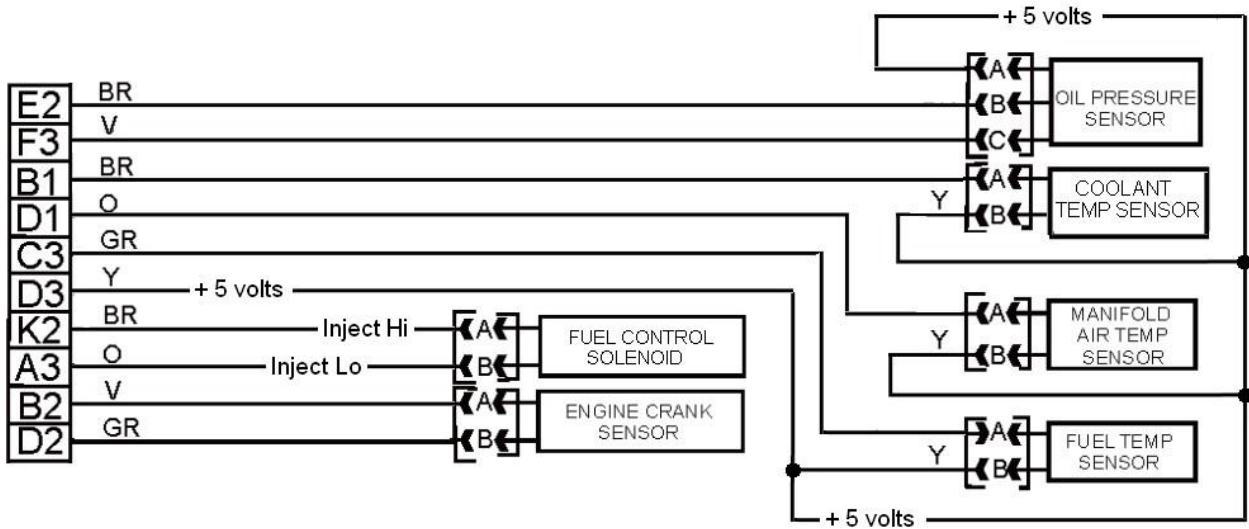 + 5 volts
A
E2
BR
B
OIL PRESSURE
SENSOR
F3
V
C
B1
BR
A
COOLANT
TEMP SENSOR
D1
O
Y
B
C3
GR
D3
Y
+ 5 volts
K2
BR
Inject Hi
A
FUEL CONTROL
SOLENOID
A
MANIFOLD
AIR TEMP
SENSOR
A3
O
Inject Lo
B
Y
B
B2
V
A
ENGINE CRANK
SENSOR
D2
GR
B
A
FUEL TEMP
SENSOR
Y
B
+ 5 volts